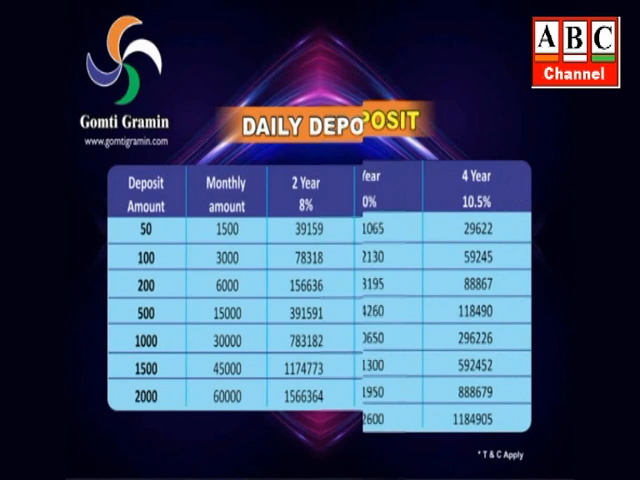 ABC
Channel
Gomti Gramin
www.gomtigramin.com
DAILY DEPOPOSIT
Deposit Amount Monthly amount 2 Year 8% Year 0% 4 Year 10.5%
50 1500 39159 1065 29622
100 3000 78318 2130 59245
200 6000 156636 3195 88867
500 15000 391591 4260 118490
1000 30000 783182 0650 296226
1500 45000 1174773 1300 592452
2000 60000 1566364 1950 888679
2600 1184905
* T & C Apply